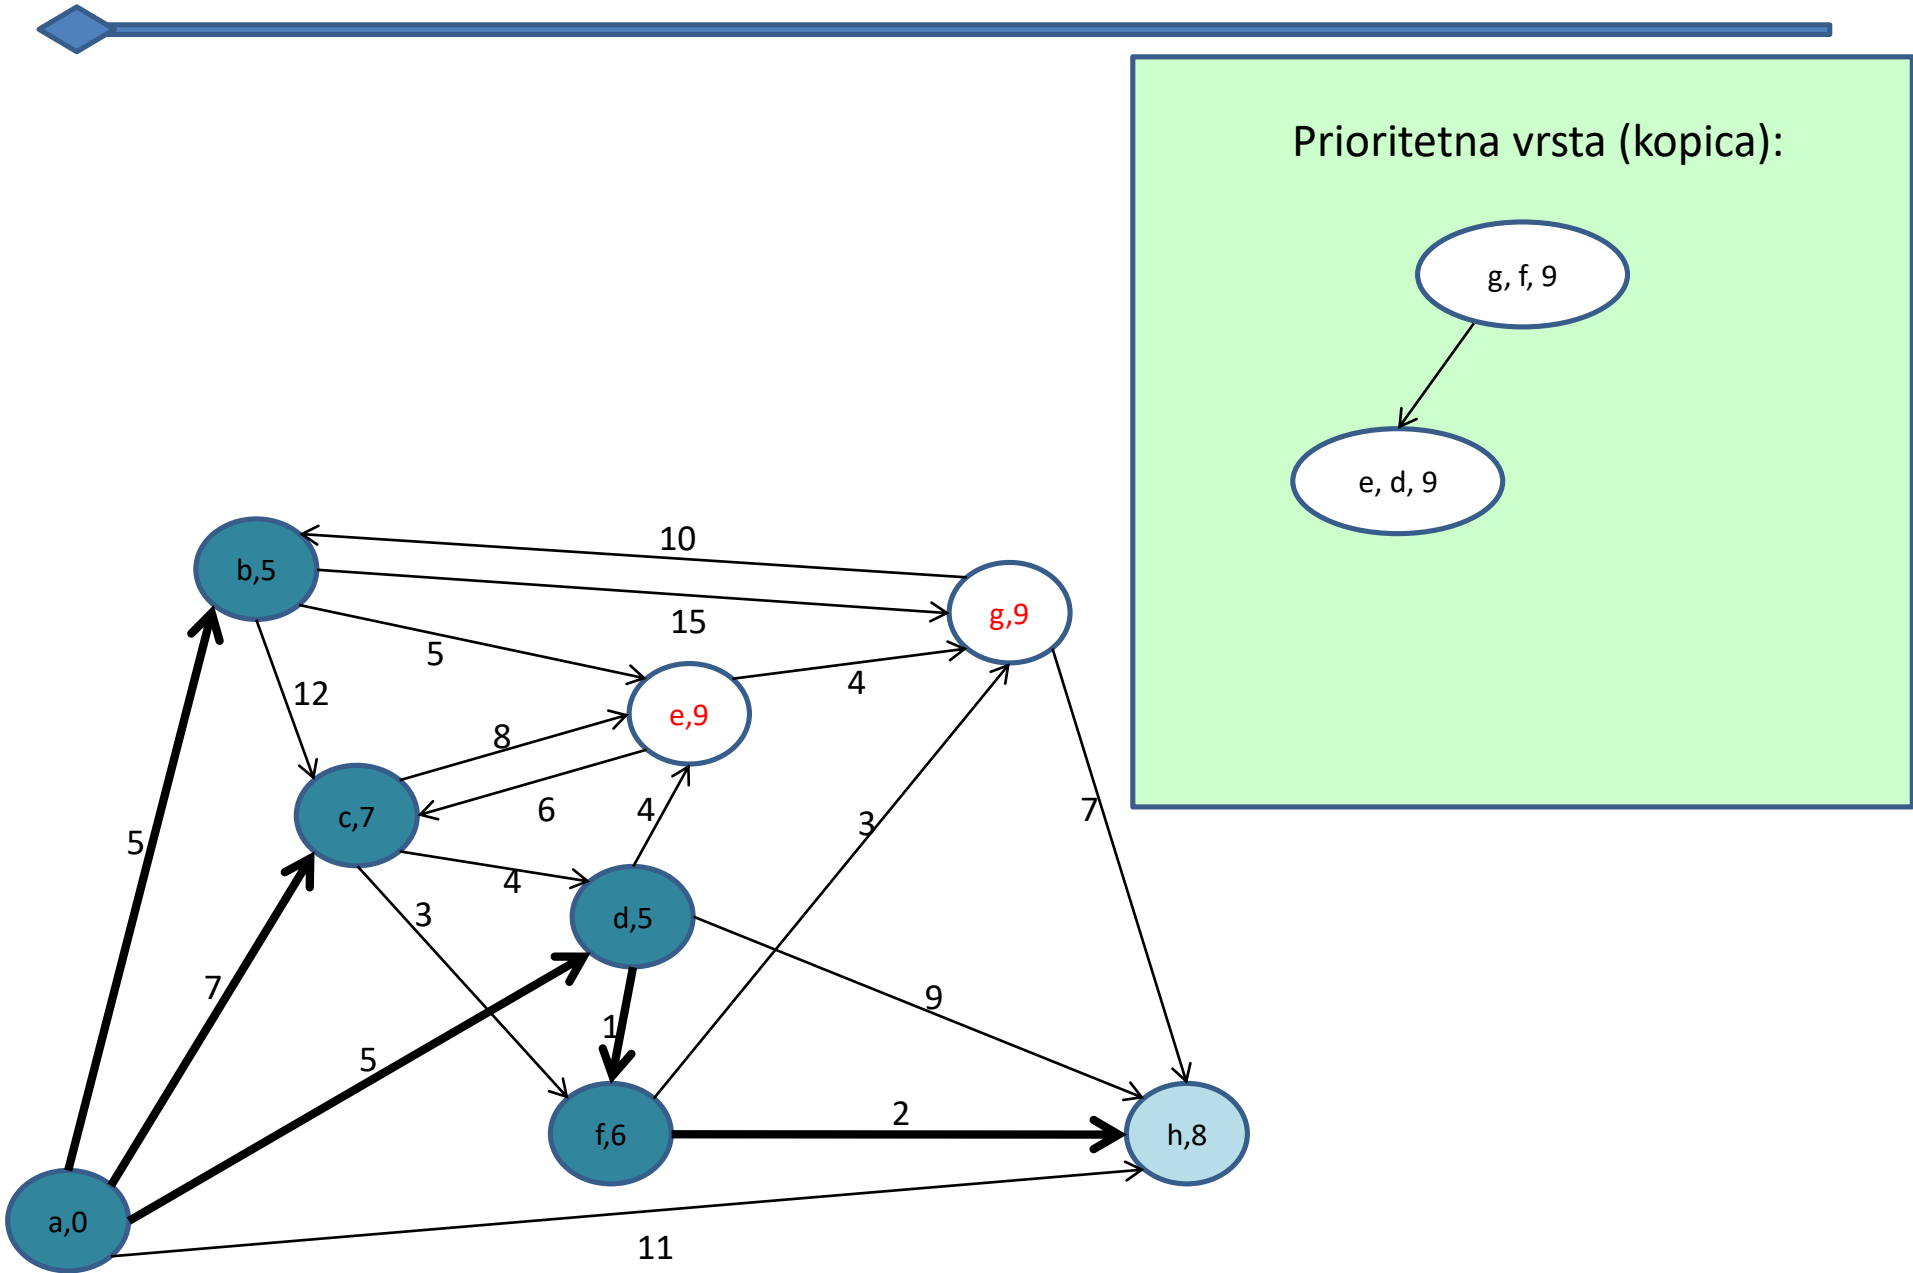 Prioritetna vrsta (kopica):
g, f, 9
e, d, 9
10
b,5
15
g,9
5
12
4
e,9
8
6
4
7
c,7
3
5
4
3
d,5
7
9
1
5
2
f,6
h,8
a,0
11